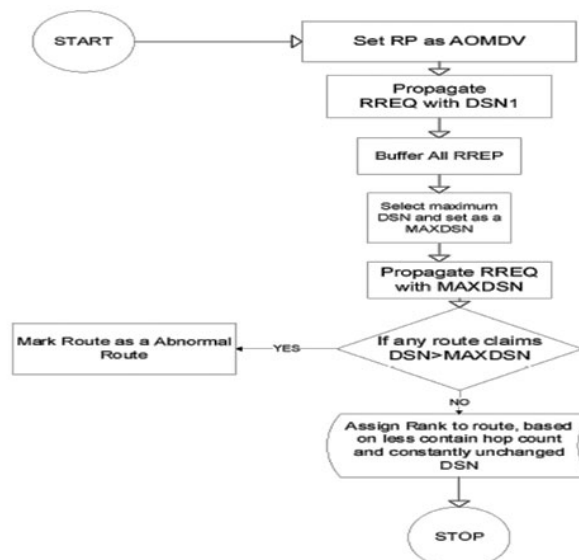 START
Set RP as AOMDV
Propagate
RREQ with DSN1
Buffer All RREP
Select maximum
DSN and set as a
MAXDSN
Propagate RREQ
with MAXDSN
If any route claims
DSN>MAXDSN
YES
Mark Route as a Abnormal
Route
NO
Assign Rank to route, based
on less contain hop count
and constantly unchanged
DSN
STOP